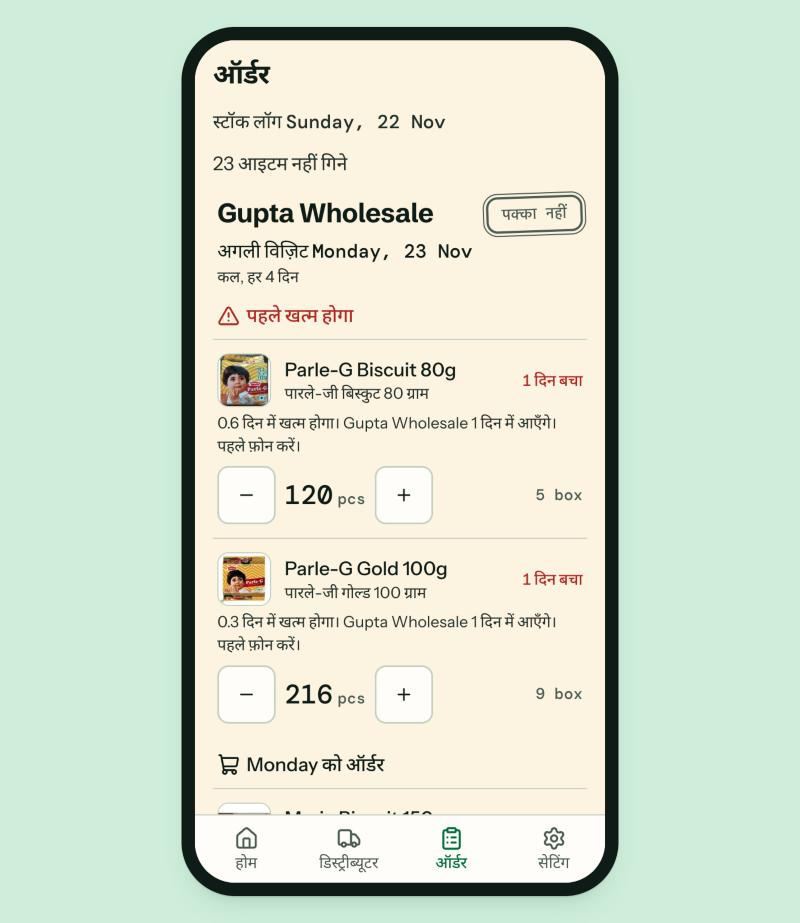 ऑर्डर
स्टॉक लॉग Sunday, 22 Nov
23 आइटम नहीं गिने
Gupta Wholesale
पक्का नहीं
अगली विज़िट Monday, 23 Nov
कल, हर 4 दिन
पहले खत्म होगा
Parle-G Biscuit 80g
पारले-जी बिस्कुट 80 ग्राम
1 दिन बचा
0.6 दिन में खत्म होगा। Gupta Wholesale 1 दिन में आएँगे।
पहले फ़ोन करें।
− 120 pcs +
5 box
Parle-G Gold 100g
पारले-जी गोल्ड 100 ग्राम
1 दिन बचा
0.3 दिन में खत्म होगा। Gupta Wholesale 1 दिन में आएँगे।
पहले फ़ोन करें।
− 216 pcs +
9 box
Monday को ऑर्डर
होम
डिस्ट्रीब्यूटर
ऑर्डर
सेटिंग